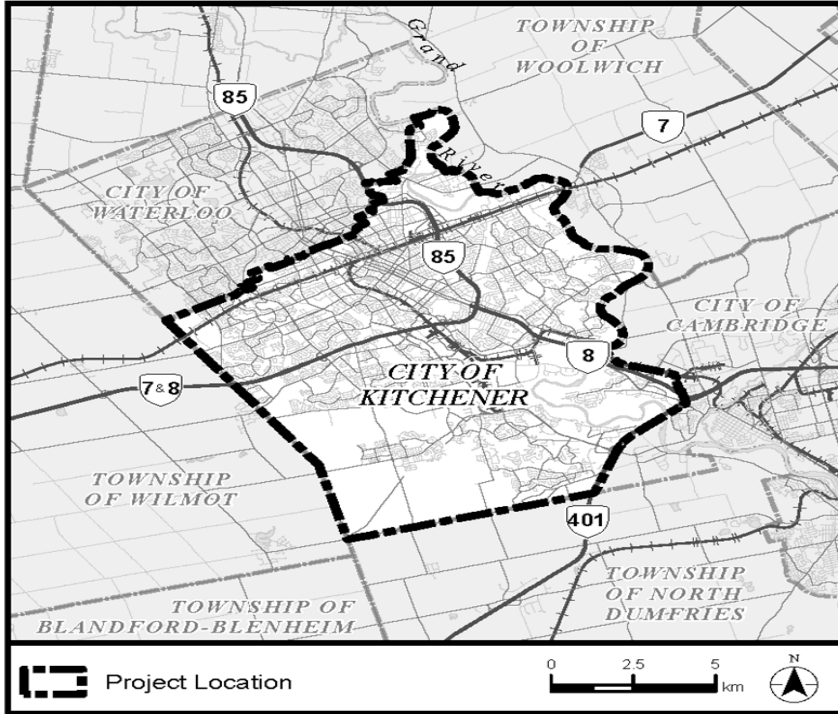 Grand
River
TOWNSHIP
OF
WOOLWICH
85
7
CITY OF
WATERLOO
85
CITY OF
CAMBRIDGE
8
7&8
CITY OF
KITCHENER
TOWNSHIP
OF WILMOT
401
TOWNSHIP
OF NORTH
DUMFRIES
TOWNSHIP OF
BLANDFORD-BLENHEIM
Project Location
0 2.5 5
km
N